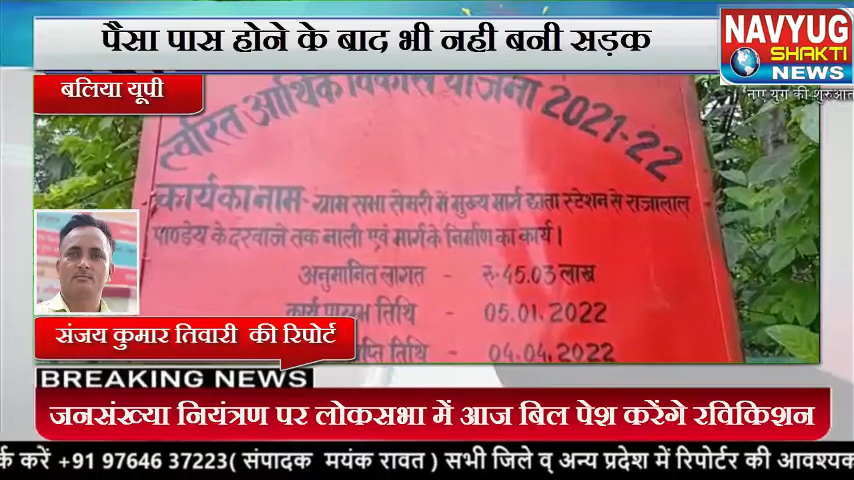 पैसा पास होने के बाद भी नही बनी सड़क
NAVYUG
SHAKTI
NEWS
नए युग की शुरुआत
बलिया यूपी
त्वरित आर्थिक विकास योजना 2021-22
कार्यकानाम- ग्राम सभा सेमरी में मुख्य मार्ग छाता स्टेशन से राजालाल
पाण्डेय के दरवाजे तक नाली एवं मार्ग के निर्माण का कार्य।
अनुमानित लागत - रु-45.03 लाख
कार्य प्रारम्भ तिथि - 05.01.2022
प्ति तिथि - 04.04.2022
संजय कुमार तिवारी की रिपोर्ट
BREAKING NEWS
जनसंख्या नियंत्रण पर लोकसभा में आज बिल पेश करेंगे रविकिशन
र्क करें +91 97646 37223( संपादक मयंक रावत ) सभी जिले व् अन्य प्रदेश में रिपोर्टर की आवश्यक